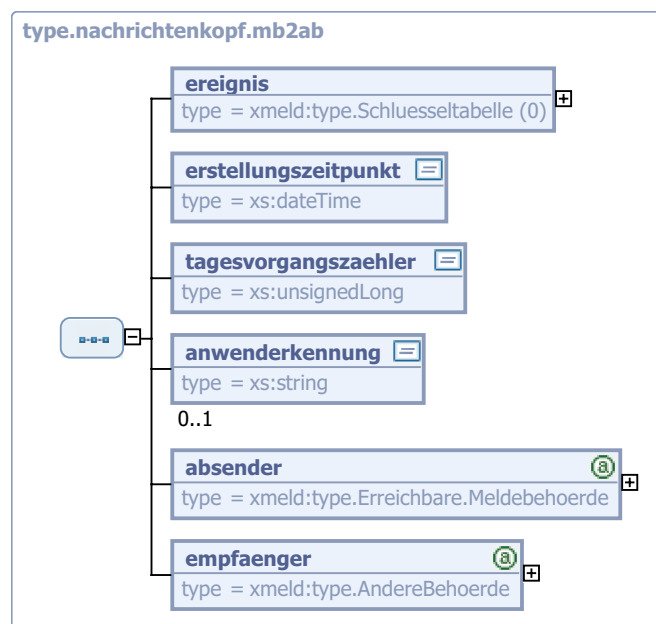 type.nachrichtenkopf.mb2ab
ereignis
type = xmeld:type.Schluesseltabelle (0)
erstellungszeitpunkt
type = xs:dateTime
tagesvorgangszaehler
type = xs:unsignedLong
anwenderkennung
type = xs:string
0..1
absender
type = xmeld:type.Erreichbare.Meldebehoerde
empfaenger
type = xmeld:type.AndereBehoerde